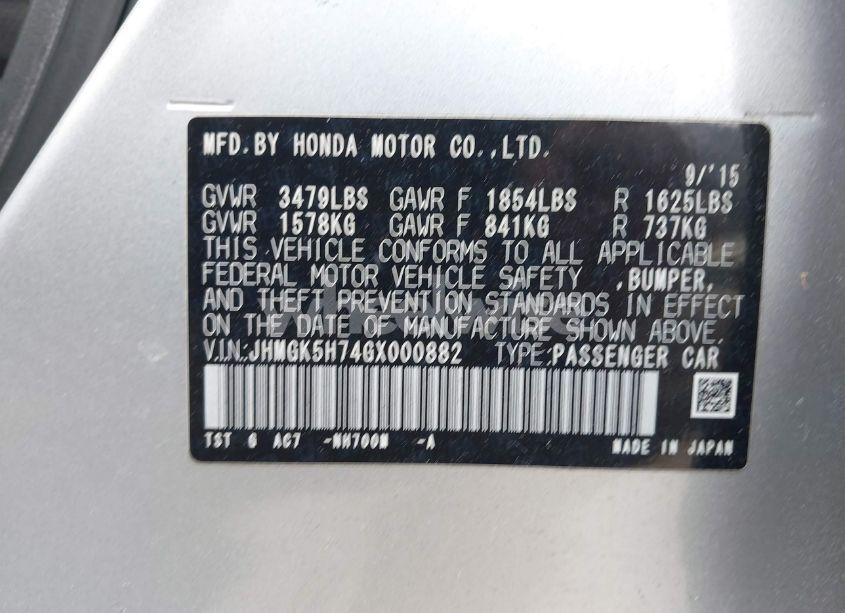 MFD.BY HONDA MOTOR CO.,LTD.
9/'15
GVWR 3479LBS GAWR F 1854LBS R 1625LBS
GVWR 1578KG GAWR F 841KG R 737KG
THIS VEHICLE CONFORMS TO ALL APPLICABLE
FEDERAL MOTOR VEHICLE SAFETY ,BUMPER,
AND THEFT PREVENTION STANDARDS IN EFFECT
ON THE DATE OF MANUFACTURE SHOWN ABOVE.
V.IN.:JHMGK5H74GX000882 TYPE:PASSENGER CAR
TST 6 AC7 -NH700M -A
MADE IN JAPAN